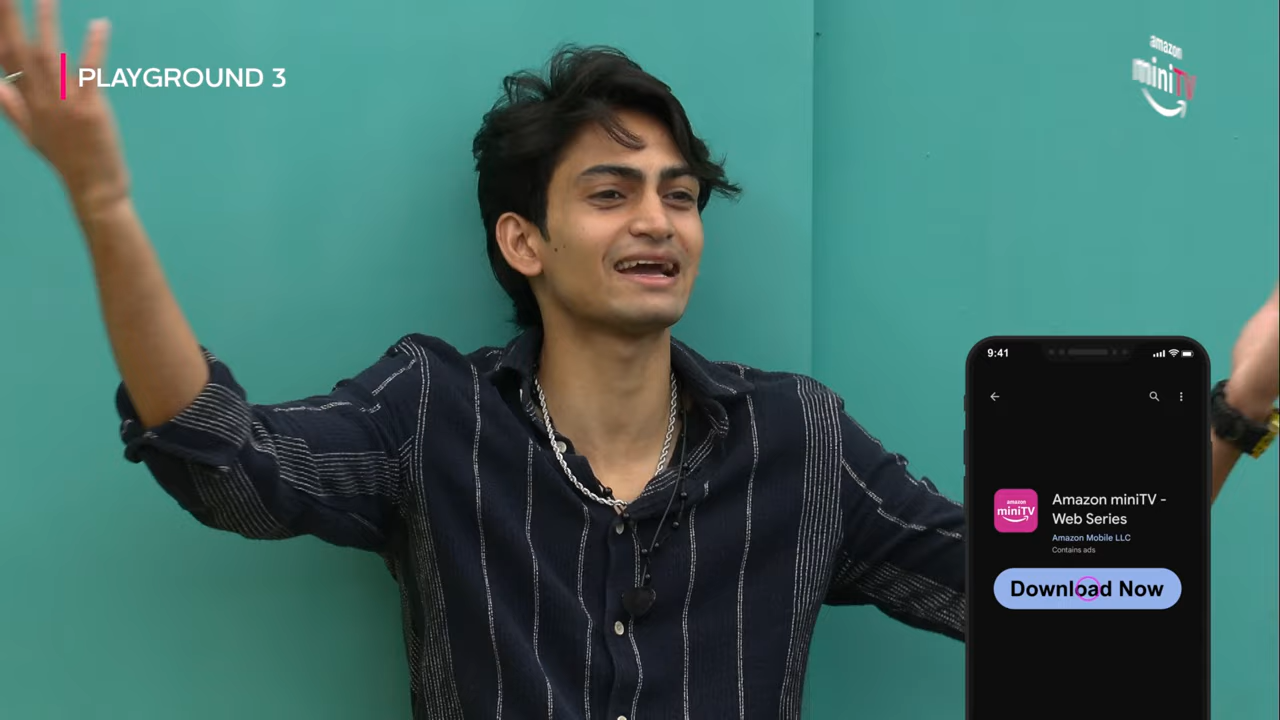 PLAYGROUND 3
amazon
miniTV
9:41
amazon
miniTV
Amazon miniTV -
Web Series
Amazon Mobile LLC
Contains ads
Download Now